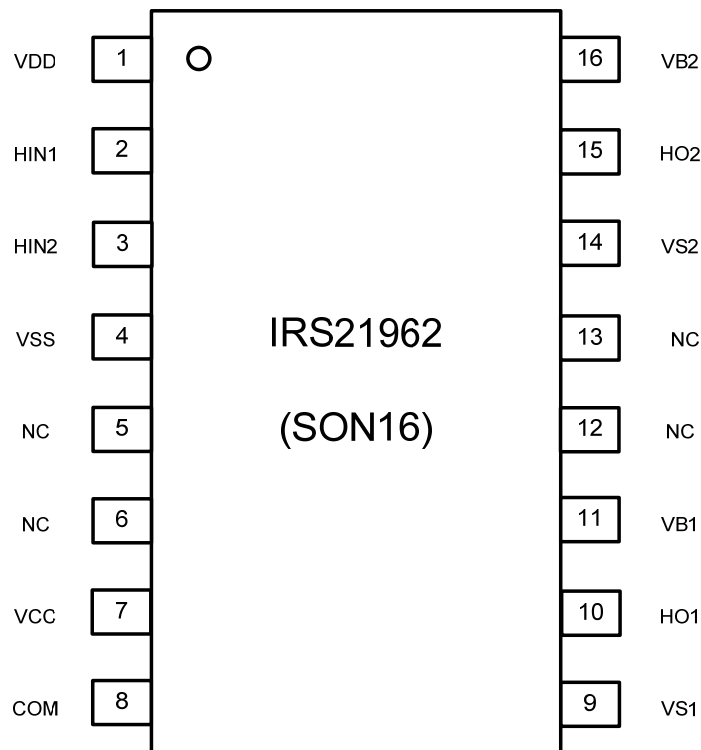 VDD 1 16 VB2
HIN1 2 15 HO2
HIN2 3 14 VS2
VSS 4 IRS21962 13 NC
NC 5 (SON16) 12 NC
NC 6 11 VB1
VCC 7 10 HO1
COM 8 9 VS1